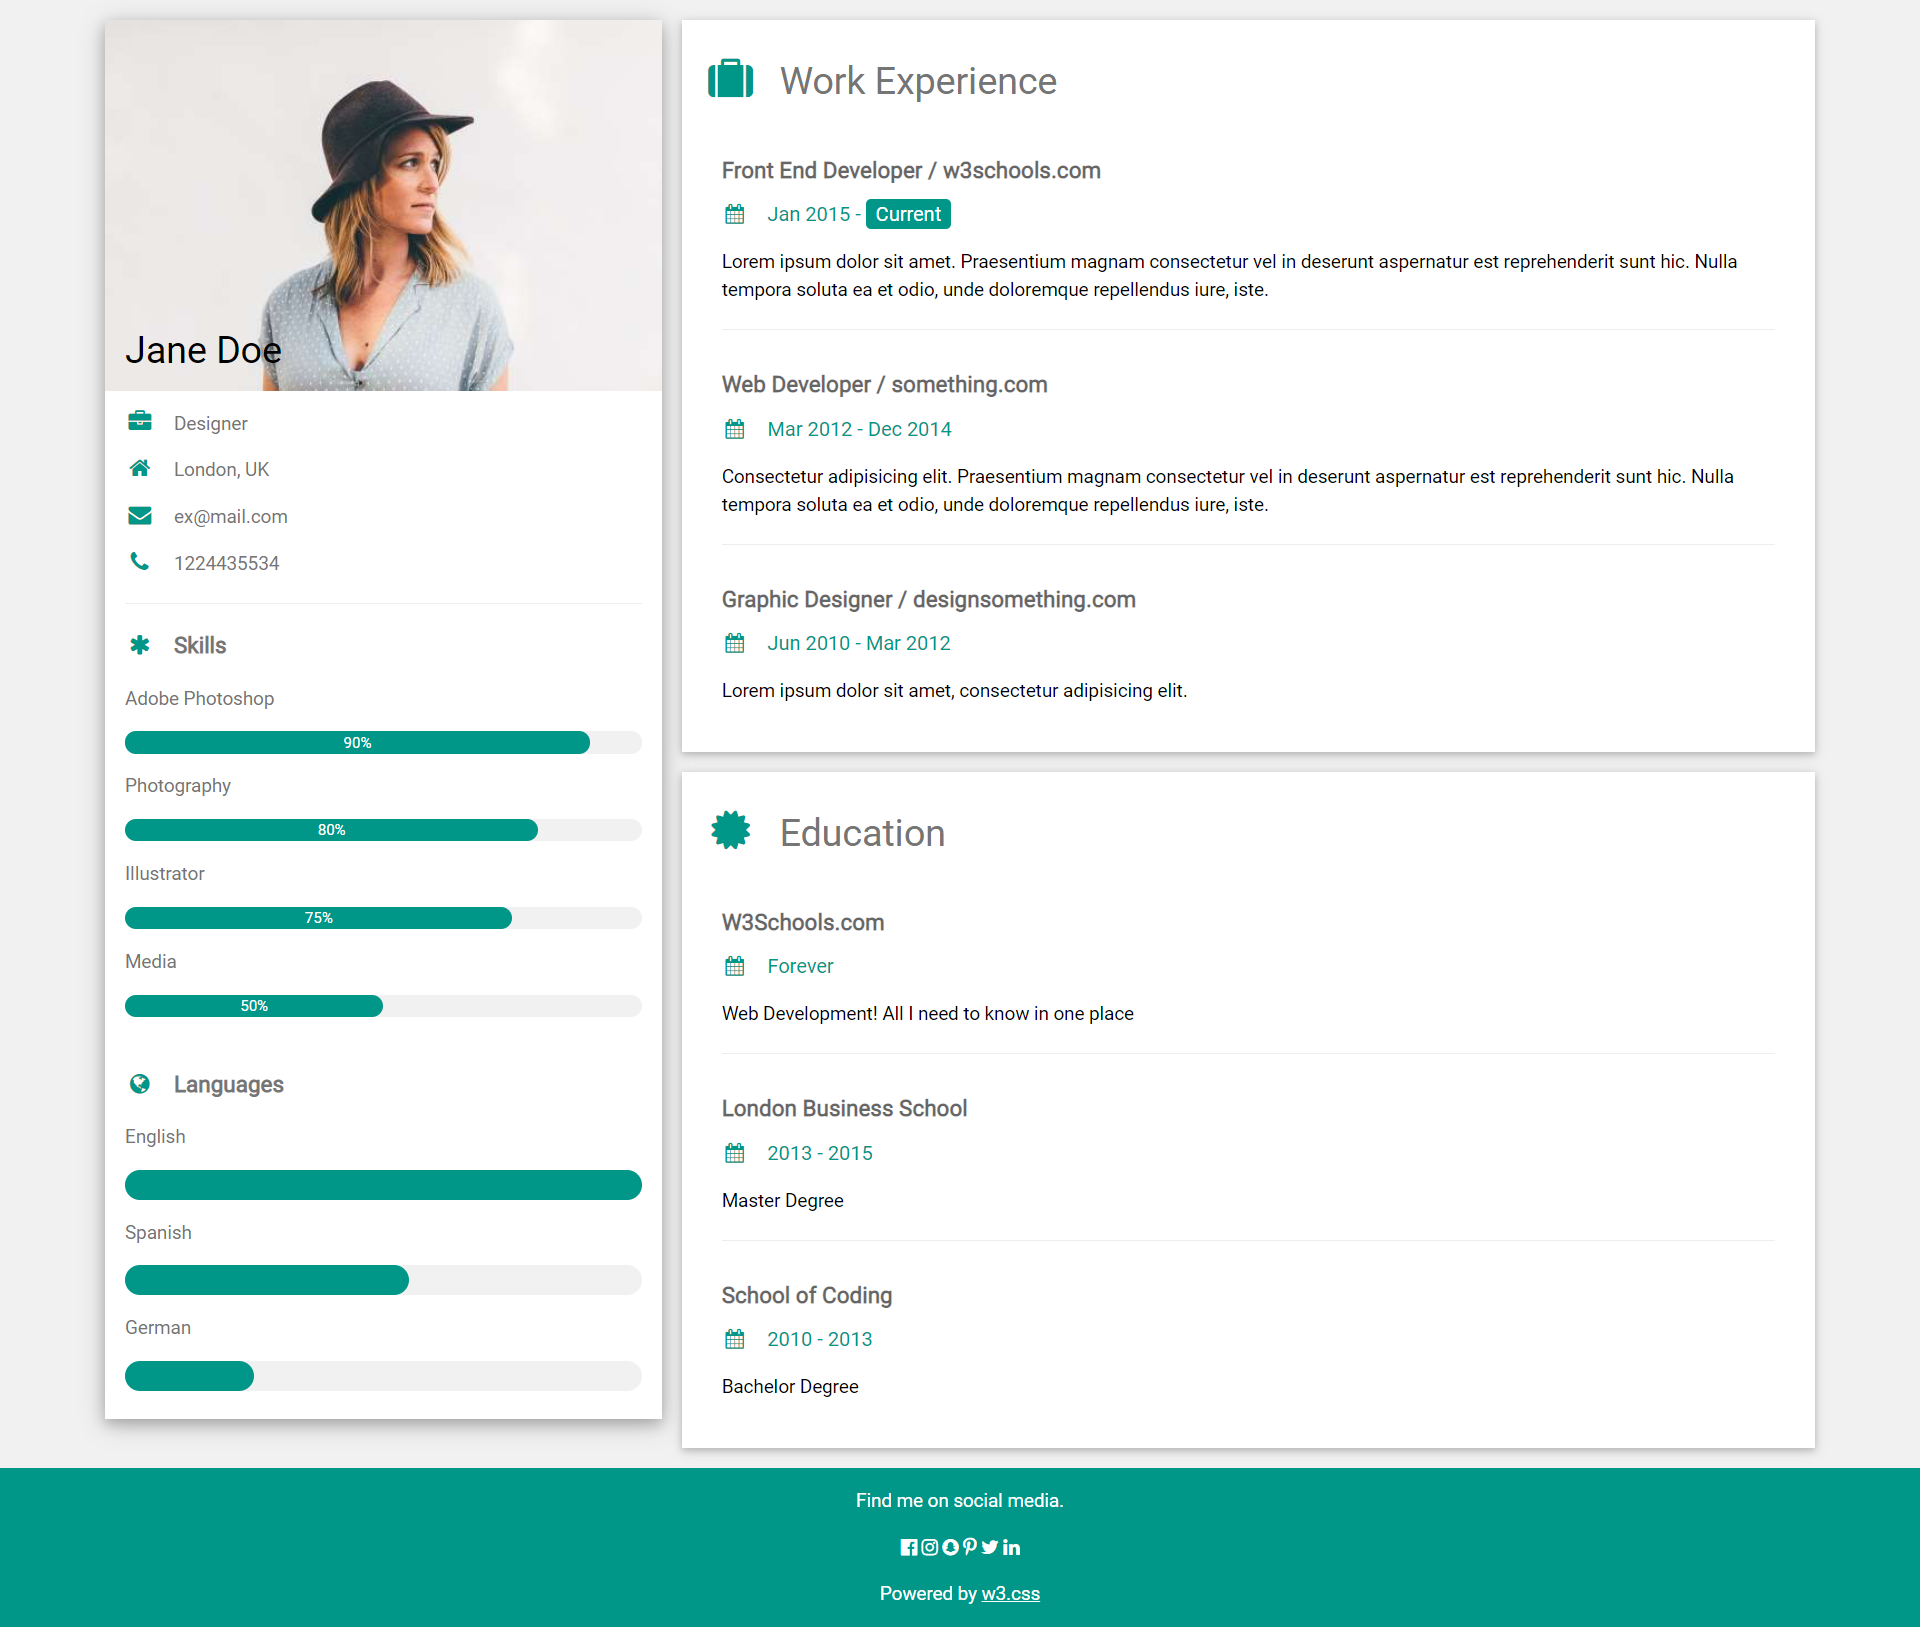 Jane Doe
Designer
London, UK
ex@mail.com
1224435534
Skills
Adobe Photoshop
90%
Photography
80%
Illustrator
75%
Media
50%
Languages
English
Spanish
German
Work Experience
Front End Developer / w3schools.com
Jan 2015 - Current
Lorem ipsum dolor sit amet. Praesentium magnam consectetur vel in deserunt aspernatur est reprehenderit sunt hic. Nulla
tempora soluta ea et odio, unde doloremque repellendus iure, iste.
Web Developer / something.com
Mar 2012 - Dec 2014
Consectetur adipisicing elit. Praesentium magnam consectetur vel in deserunt aspernatur est reprehenderit sunt hic. Nulla
tempora soluta ea et odio, unde doloremque repellendus iure, iste.
Graphic Designer / designsomething.com
Jun 2010 - Mar 2012
Lorem ipsum dolor sit amet, consectetur adipisicing elit.
Education
W3Schools.com
Forever
Web Development! All I need to know in one place
London Business School
2013 - 2015
Master Degree
School of Coding
2010 - 2013
Bachelor Degree
Find me on social media.
Powered by w3.css